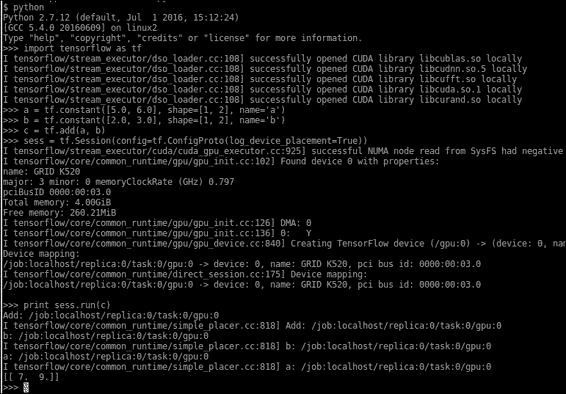 $ python
Python 2.7.12 (default, Jul  1 2016, 15:12:24)
[GCC 5.4.0 20160609] on linux2
Type "help", "copyright", "credits" or "license" for more information.
>>> import tensorflow as tf
I tensorflow/stream_executor/dso_loader.cc:108] successfully opened CUDA library libcublas.so locally
I tensorflow/stream_executor/dso_loader.cc:108] successfully opened CUDA library libcudnn.so.5 locally
I tensorflow/stream_executor/dso_loader.cc:108] successfully opened CUDA library libcufft.so locally
I tensorflow/stream_executor/dso_loader.cc:108] successfully opened CUDA library libcuda.so.1 locally
I tensorflow/stream_executor/dso_loader.cc:108] successfully opened CUDA library libcurand.so locally
>>> a = tf.constant([5.0, 6.0], shape=[1, 2], name='a')
>>> b = tf.constant([2.0, 3.0], shape=[1, 2], name='b')
>>> c = tf.add(a, b)
>>> sess = tf.Session(config=tf.ConfigProto(log_device_placement=True))
I tensorflow/stream_executor/cuda/cuda_gpu_executor.cc:925] successful NUMA node read from SysFS had negative
I tensorflow/core/common_runtime/gpu/gpu_init.cc:102] Found device 0 with properties:
name: GRID K520
major: 3 minor: 0 memoryClockRate (GHz) 0.797
pciBusID 0000:00:03.0
Total memory: 4.00GiB
Free memory: 260.21MiB
I tensorflow/core/common_runtime/gpu/gpu_init.cc:126] DMA: 0
I tensorflow/core/common_runtime/gpu/gpu_init.cc:136] 0:   Y
I tensorflow/core/common_runtime/gpu/gpu_device.cc:840] Creating TensorFlow device (/gpu:0) -> (device: 0, na
Device mapping:
/job:localhost/replica:0/task:0/gpu:0 -> device: 0, name: GRID K520, pci bus id: 0000:00:03.0
I tensorflow/core/common_runtime/direct_session.cc:175] Device mapping:
/job:localhost/replica:0/task:0/gpu:0 -> device: 0, name: GRID K520, pci bus id: 0000:00:03.0

>>> print sess.run(c)
Add: /job:localhost/replica:0/task:0/gpu:0
I tensorflow/core/common_runtime/simple_placer.cc:818] Add: /job:localhost/replica:0/task:0/gpu:0
b: /job:localhost/replica:0/task:0/gpu:0
I tensorflow/core/common_runtime/simple_placer.cc:818] b: /job:localhost/replica:0/task:0/gpu:0
a: /job:localhost/replica:0/task:0/gpu:0
I tensorflow/core/common_runtime/simple_placer.cc:818] a: /job:localhost/replica:0/task:0/gpu:0
[[ 7.  9.]]
>>>